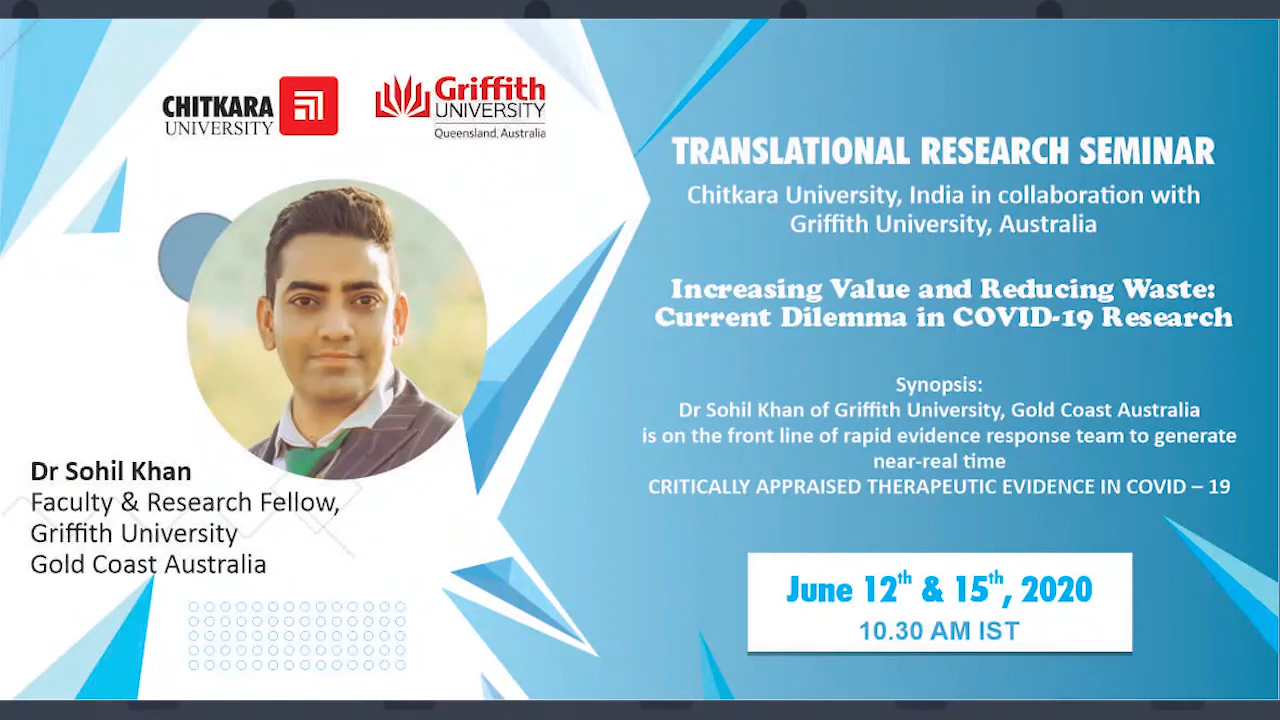 CHITKARA
UNIVERSITY
Griffith
UNIVERSITY
Queensland, Australia
Dr Sohil Khan
Faculty & Research Fellow,
Griffith University
Gold Coast Australia
TRANSLATIONAL RESEARCH SEMINAR
Chitkara University, India in collaboration with
Griffith University, Australia
Increasing Value and Reducing Waste:
Current Dilemma in COVID-19 Research
Synopsis:
Dr Sohil Khan of Griffith University, Gold Coast Australia
is on the front line of rapid evidence response team to generate
near-real time
CRITICALLY APPRAISED THERAPEUTIC EVIDENCE IN COVID – 19
June 12th & 15th, 2020
10.30 AM IST